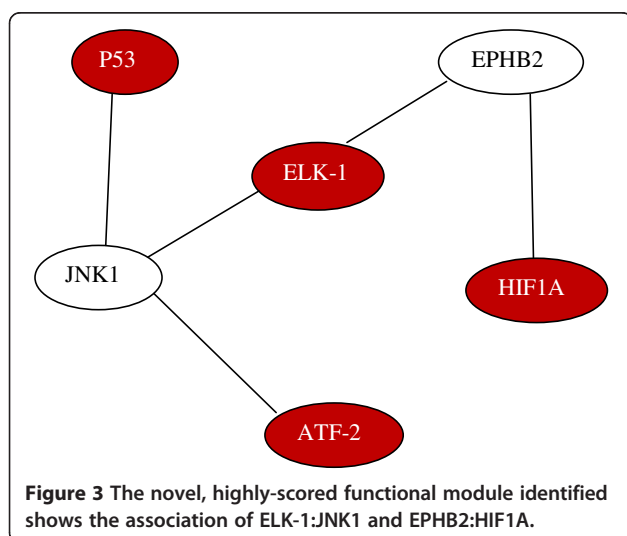 P53
EPHB2
ELK-1
JNK1
HIF1A
ATF-2
Figure 3 The novel, highly-scored functional module identified
shows the association of ELK-1:JNK1 and EPHB2:HIF1A.